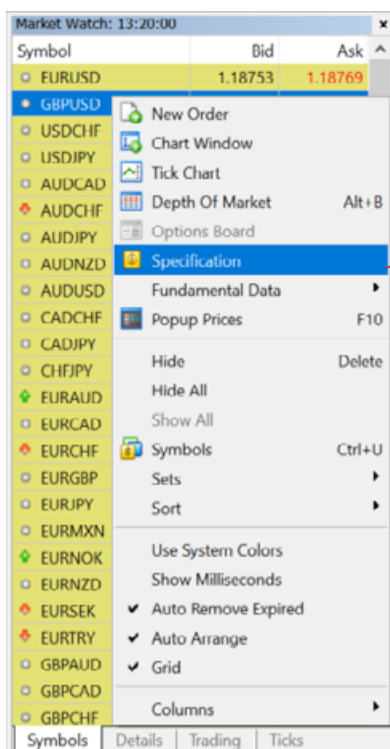 Market Watch: 13:20:00
Symbol Bid Ask
EURUSD 1.18753 1.18769
GBPUSD
New Order
USDCHF
Chart Window
USDJPY
Tick Chart
AUDCAD
Depth Of Market Alt+B
AUDCHF
Options Board
AUDJPY
AUDNZD
Specification
AUDUSD
Fundamental Data
CADCHF
Popup Prices F10
CADJPY
CHFJPY
Hide Delete
EURAUD
Hide All
EURCAD
Show All
EURCHF
Symbols Ctrl+U
EURGBP
Sets
EURJPY
Sort
EURMXN
EURNOK
Use System Colors
EURNZD
Show Milliseconds
EURSEK
Auto Remove Expired
EURTRY
Auto Arrange
GBPAUD
Grid
GBPCAD
GBPCHF
Columns
Symbols Details Trading Ticks